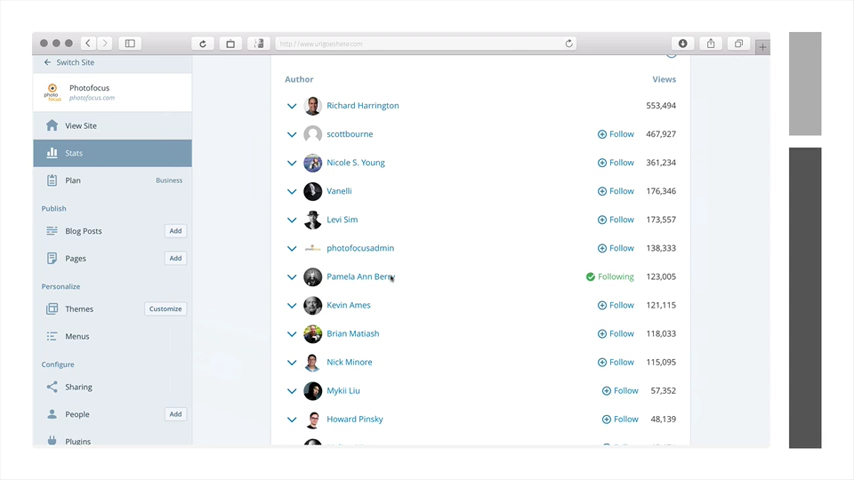 http://www.urlgoeshere.com
Switch Site
Photofocus
photofocus.com
View Site
Stats
Plan Business
Publish
Blog Posts Add
Pages Add
Personalize
Themes Customize
Menus
Configure
Sharing
People Add
Plugins
Author Views
Richard Harrington 553,494
scottbourne Follow 467,927
Nicole S. Young Follow 361,234
Vanelli Follow 176,346
Levi Sim Follow 173,557
photofocusadmin Follow 138,333
Pamela Ann Berry Following 123,005
Kevin Ames Follow 121,115
Brian Matiash Follow 118,033
Nick Minore Follow 115,095
Mykii Liu Follow 57,352
Howard Pinsky Follow 48,139